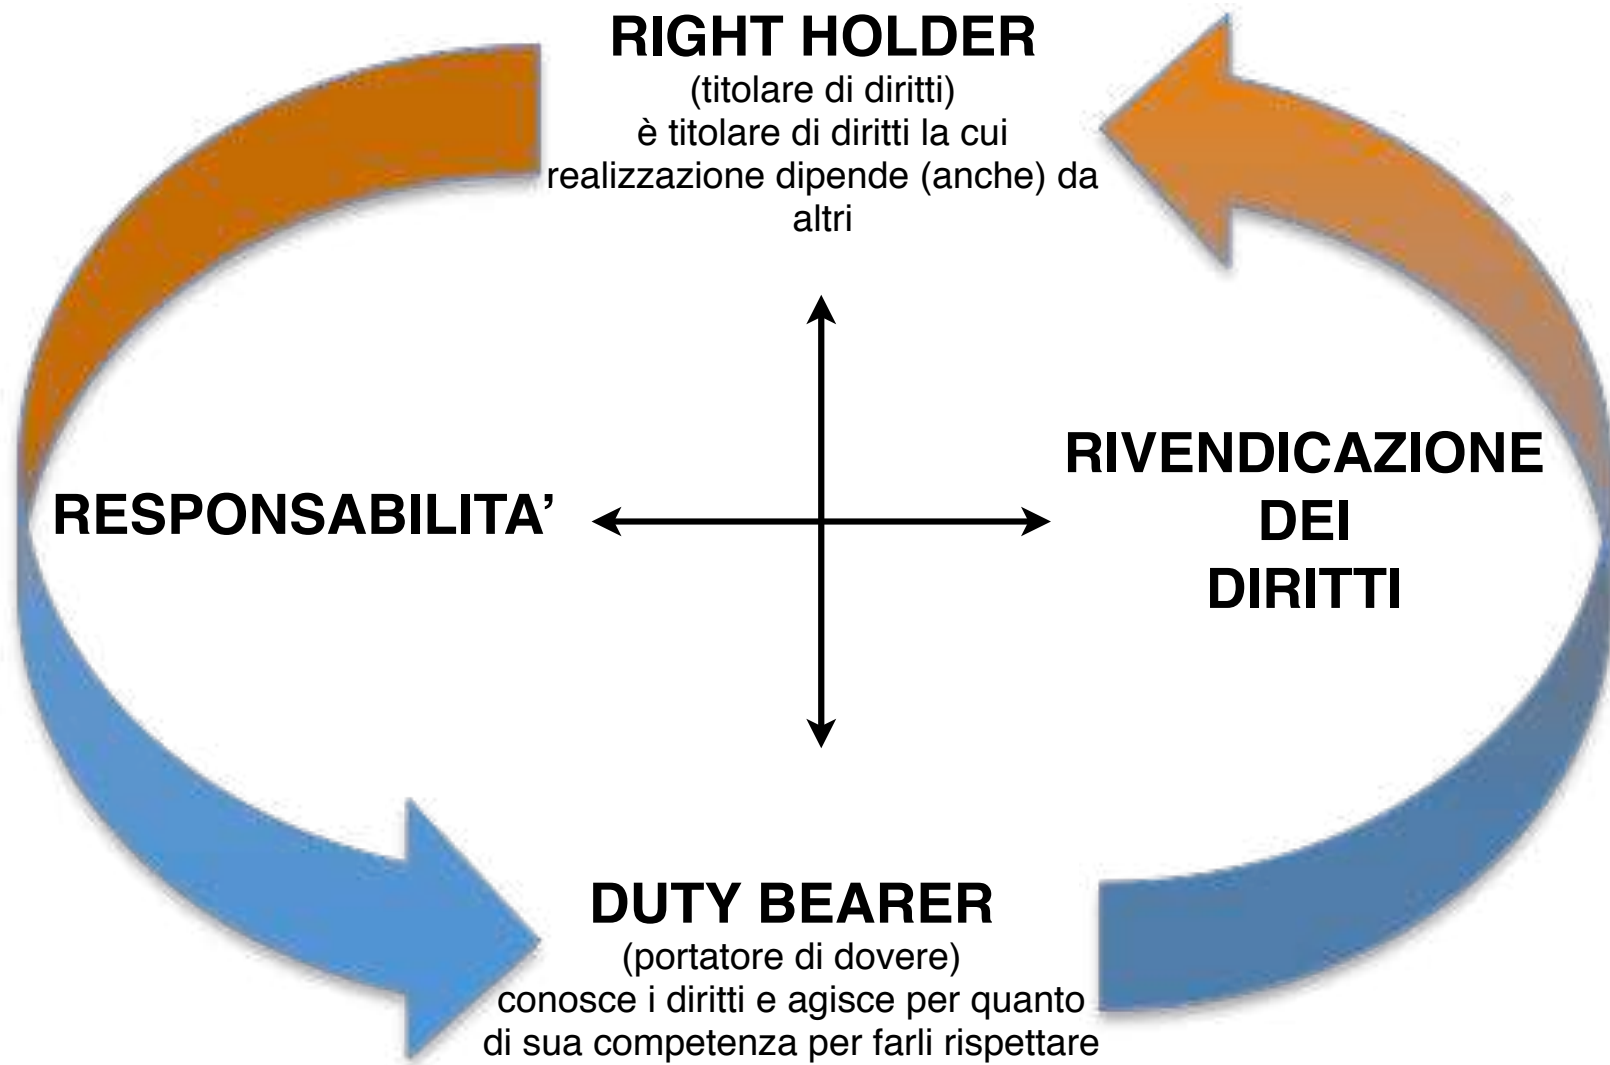 RIGHT HOLDER
(titolare di diritti)
è titolare di diritti la cui
realizzazione dipende (anche) da
altri
RESPONSABILITA’
RIVENDICAZIONE
DEI
DIRITTI
DUTY BEARER
(portatore di dovere)
conosce i diritti e agisce per quanto
di sua competenza per farli rispettare